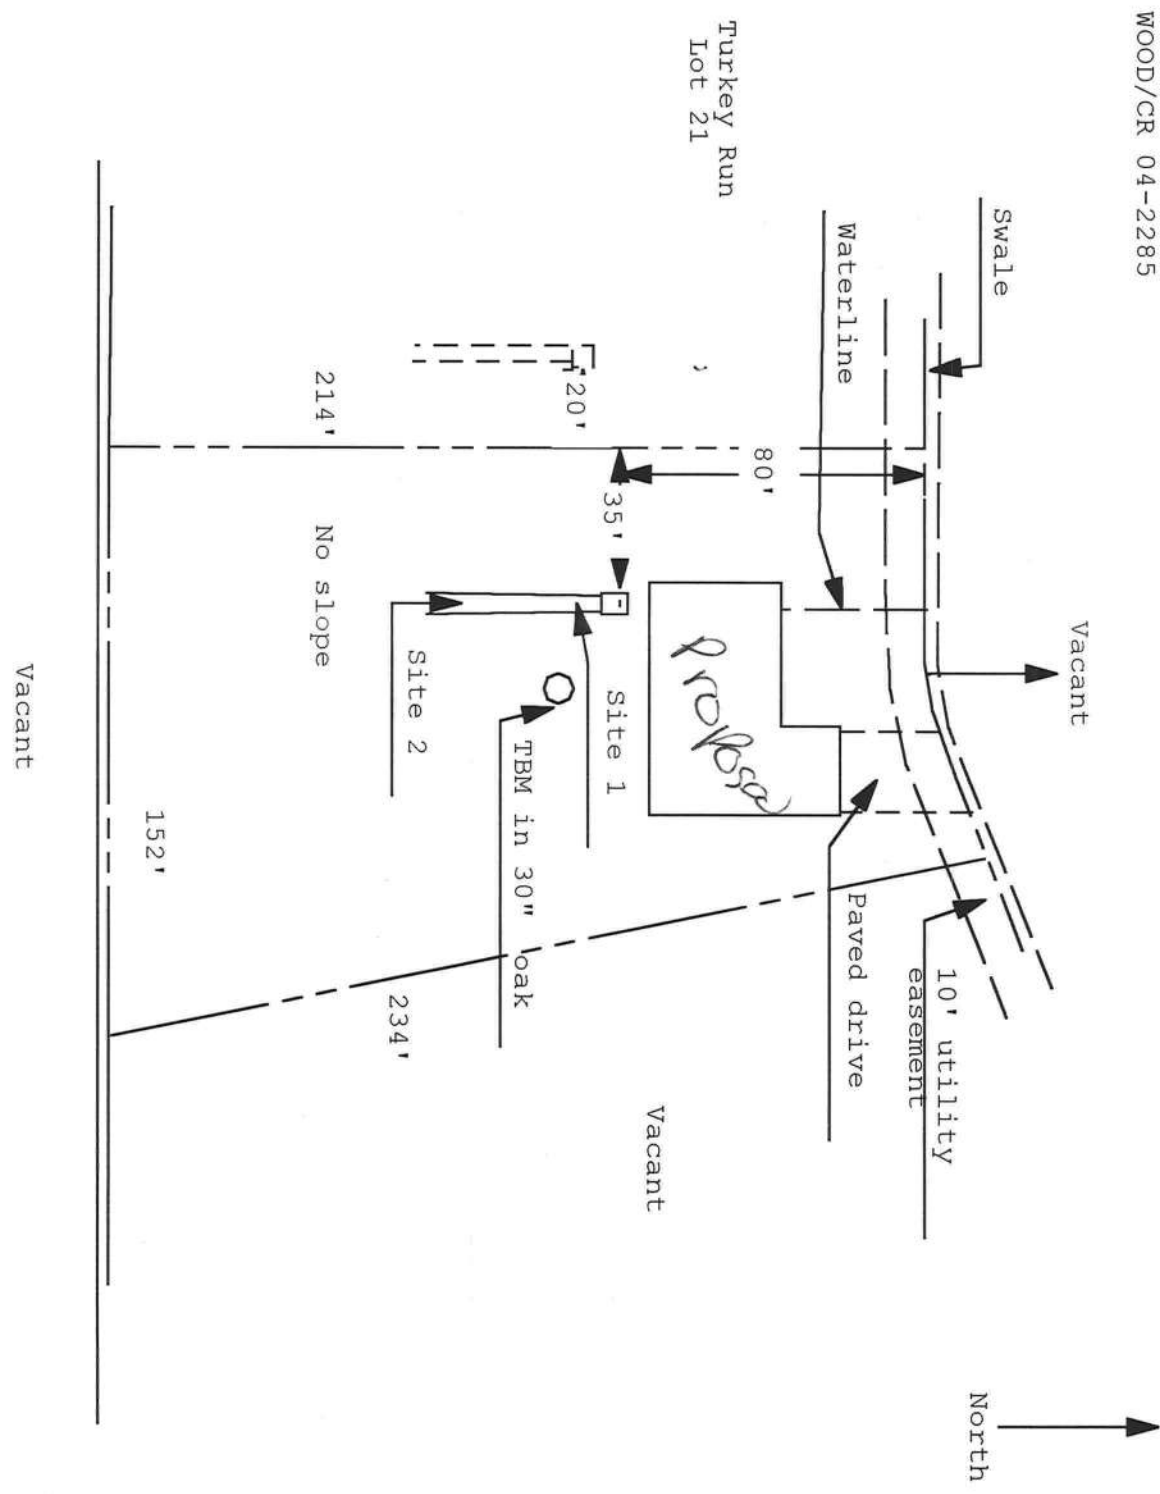 WOOD/CR 04-2285
Turkey Run
Lot 21
Swale
Waterline
Vacant
80'
20'
35'
214'
No slope
Proposa
Site 1
Site 2
TBM in 30" oak
Paved drive
10' utility
easement
234'
152'
Vacant
Vacant
North